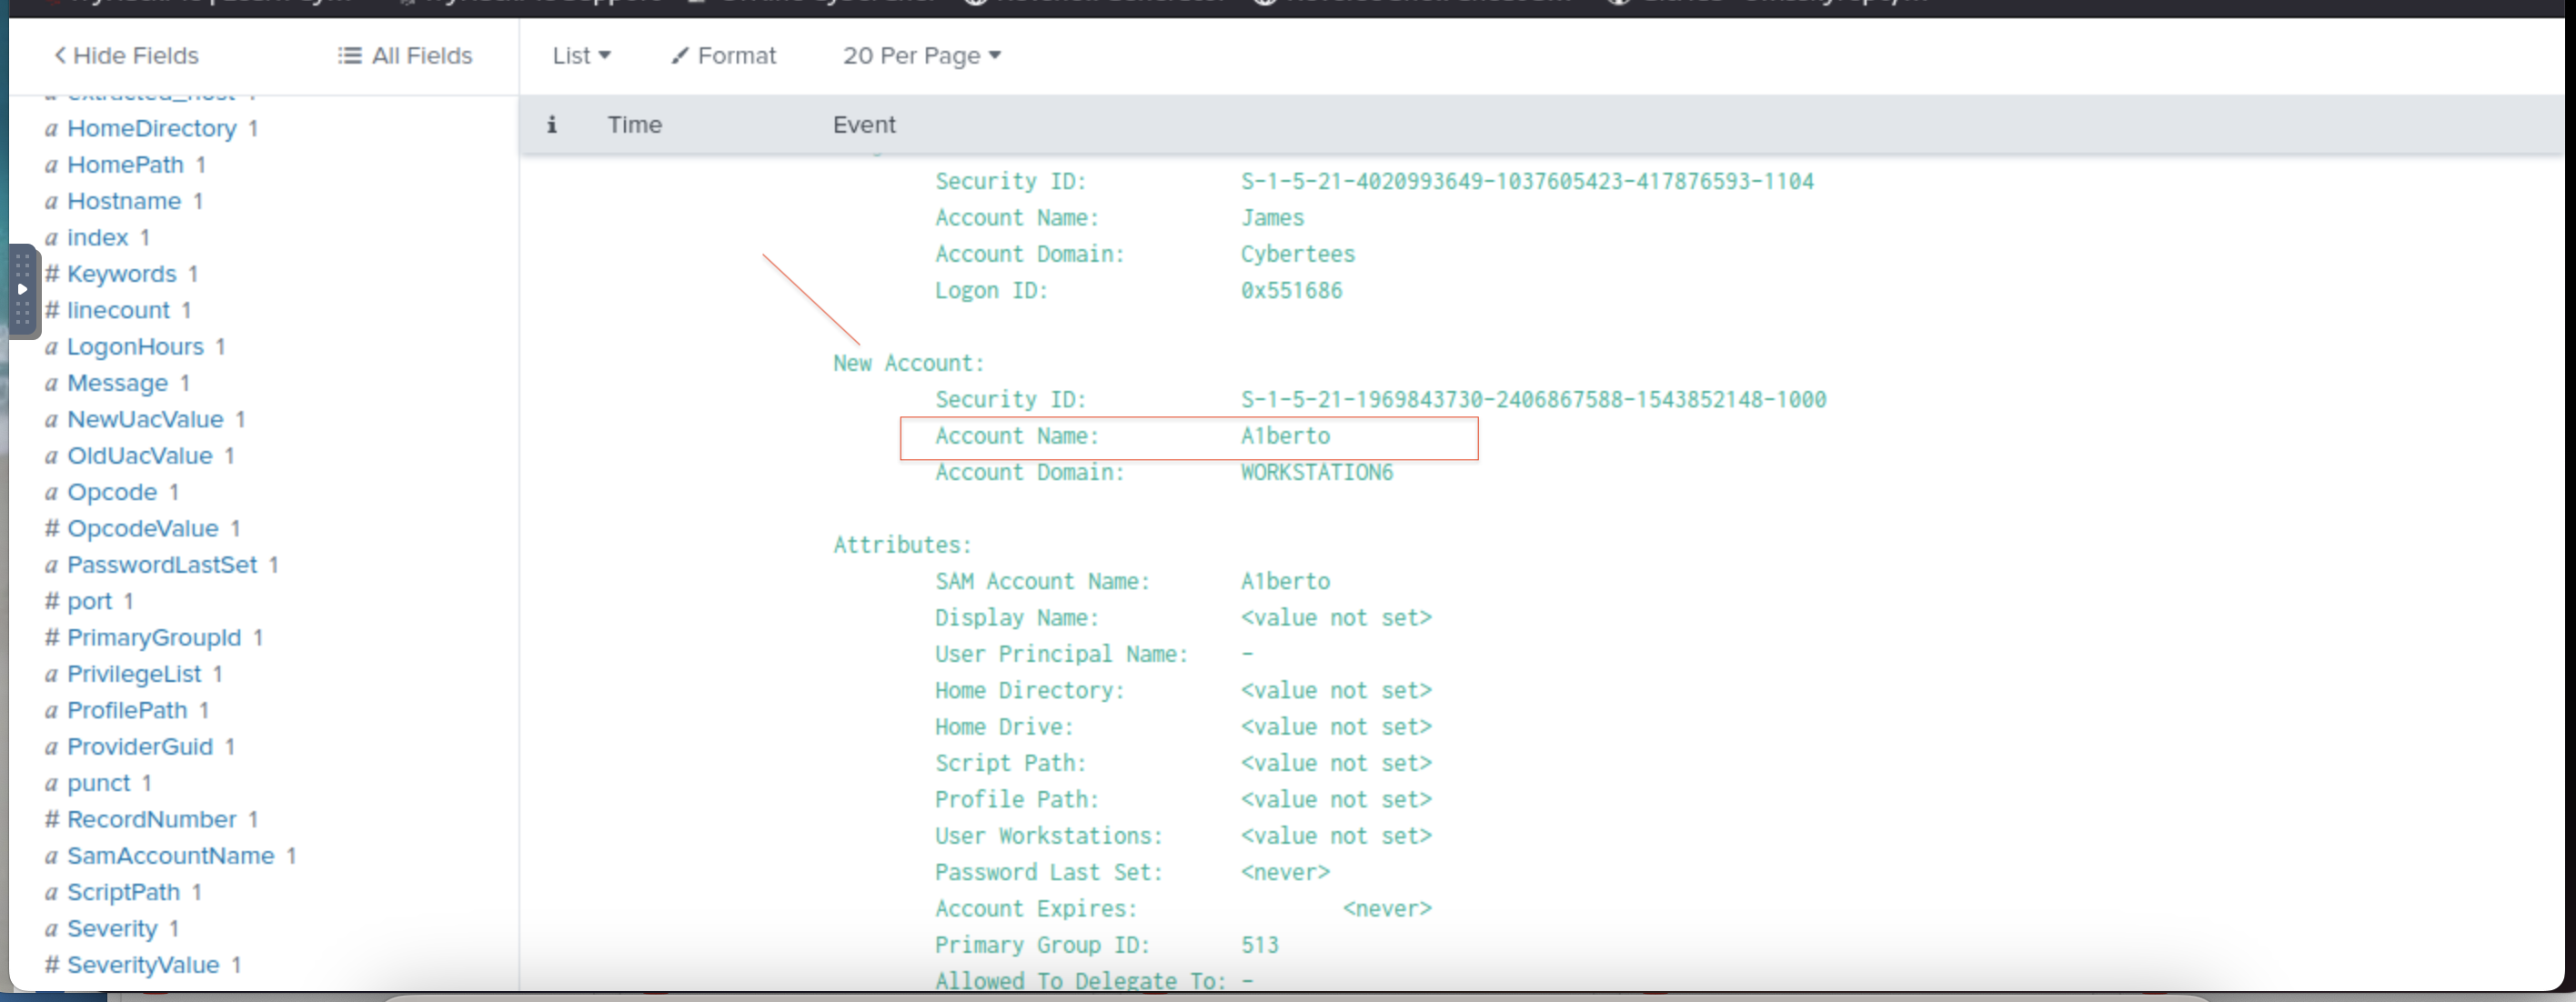 Hide Fields
All Fields
List
Format
20 Per Page
i Time Event
a HomeDirectory 1
a HomePath 1
a Hostname 1
a index 1
# Keywords 1
# linecount 1
a LogonHours 1
a Message 1
a NewUacValue 1
a OldUacValue 1
a Opcode 1
# OpcodeValue 1
a PasswordLastSet 1
# port 1
# PrimaryGroupId 1
a PrivilegeList 1
a ProfilePath 1
a ProviderGuid 1
a punct 1
# RecordNumber 1
a SamAccountName 1
a ScriptPath 1
a Severity 1
# SeverityValue 1
Security ID: S-1-5-21-4020993649-1037605423-417876593-1104
Account Name: James
Account Domain: Cybertees
Logon ID: 0x551686
New Account:
Security ID: S-1-5-21-1969843730-2406867588-1543852148-1000
Account Name: A1berto
Account Domain: WORKSTATION6
Attributes:
SAM Account Name: A1berto
Display Name: <value not set>
User Principal Name: -
Home Directory: <value not set>
Home Drive: <value not set>
Script Path: <value not set>
Profile Path: <value not set>
User Workstations: <value not set>
Password Last Set: <never>
Account Expires: <never>
Primary Group ID: 513
Allowed To Delegate To: -